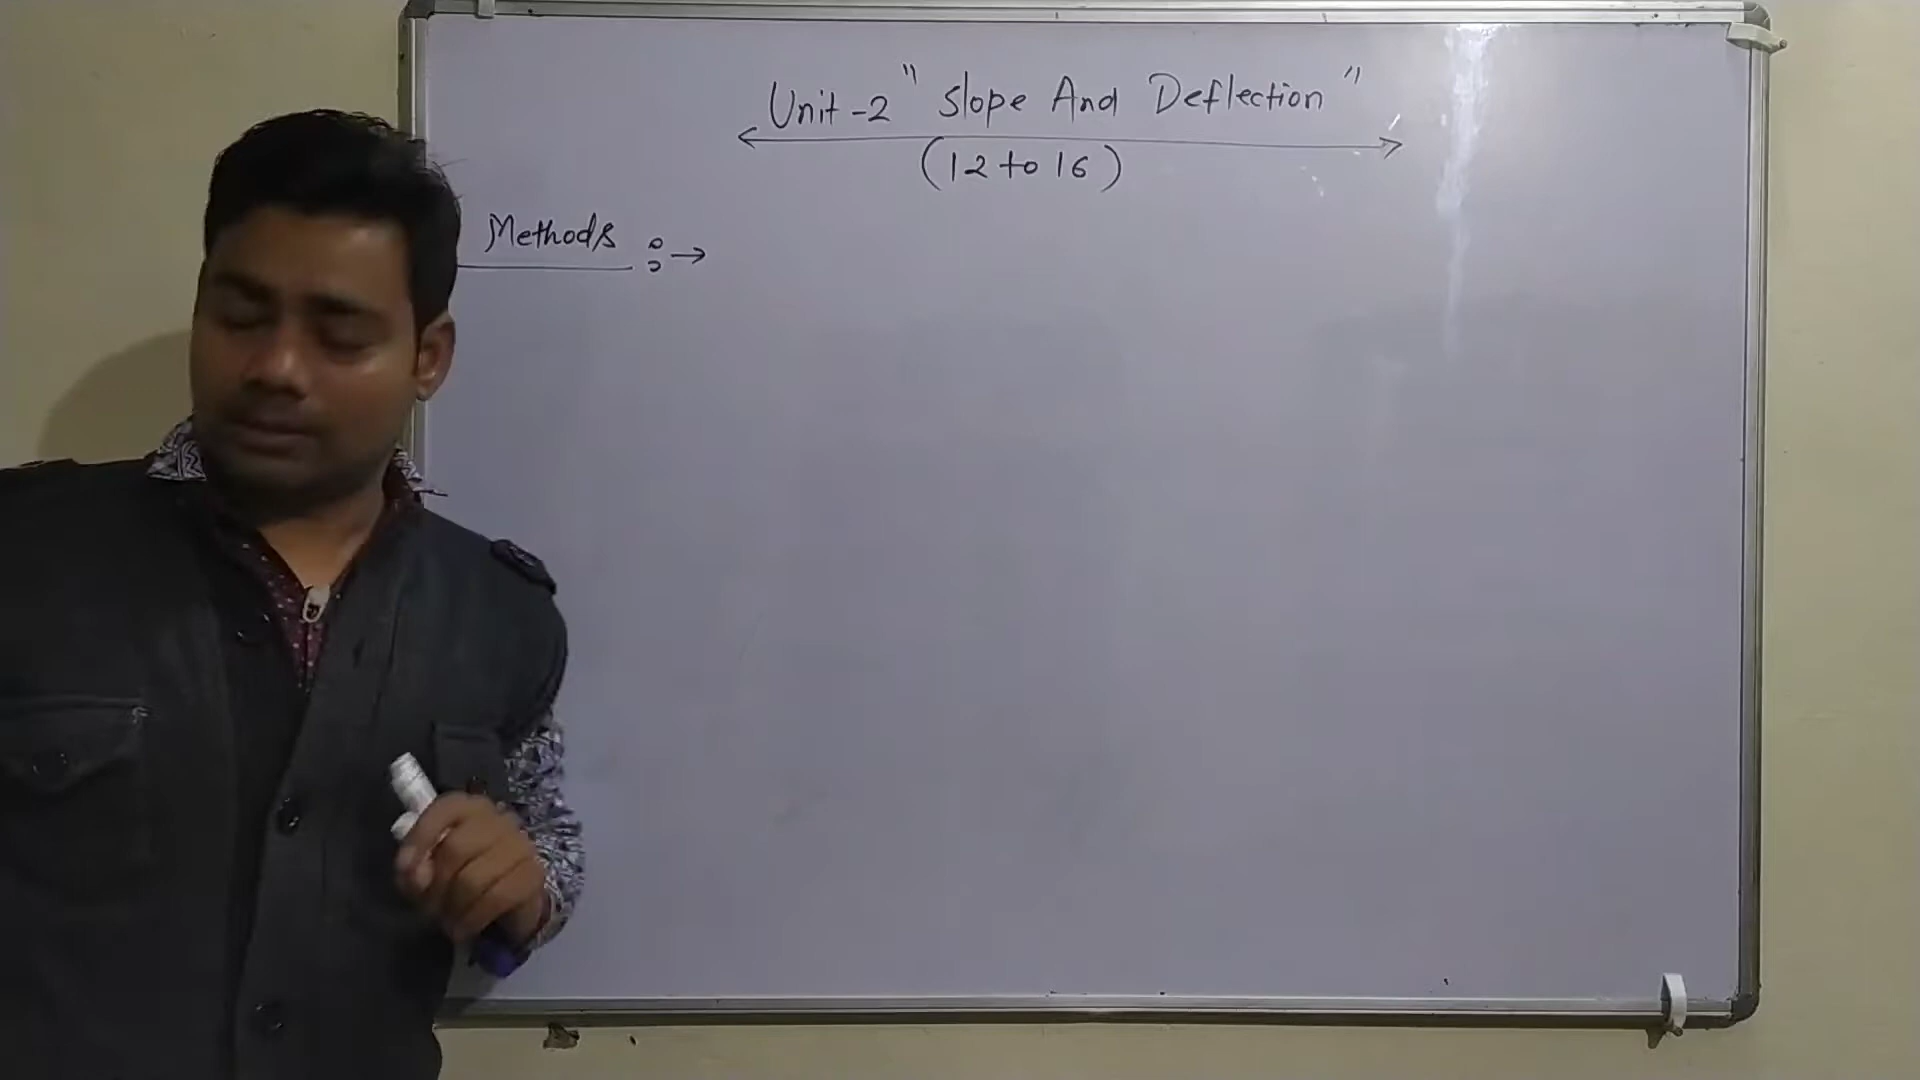 Unit-2 "Slope And Deflection"
(12 to 16)
Methods :→